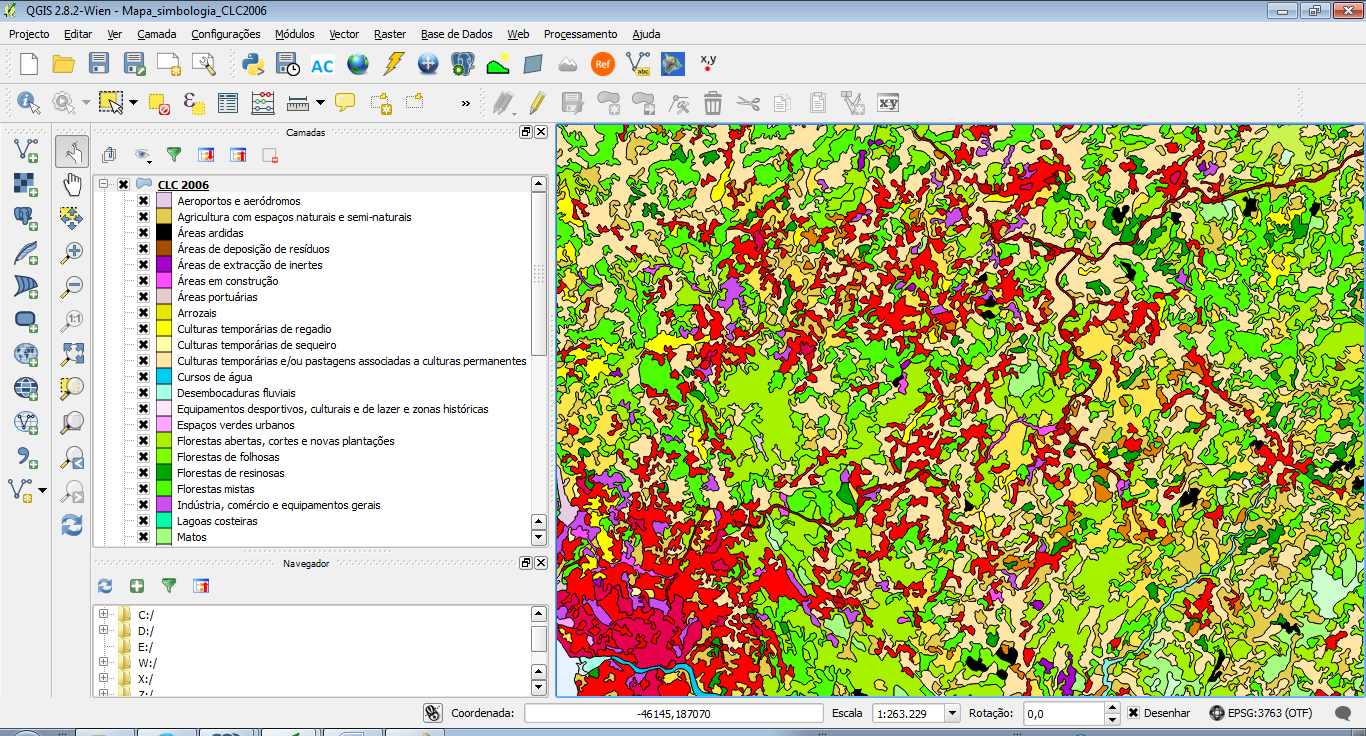 QGIS 2.8.2-Wien - Mapa_simbologia_CLC2006
Projecto Editar Ver Camada Configurações Módulos Vector Raster Base de Dados Web Processamento Ajuda
AC Ref abc x,y
» xy
Camadas
1:1
CLC 2006
Aeroportos e aeródromos
Agricultura com espaços naturais e semi-naturais
Áreas ardidas
Áreas de deposição de resíduos
Áreas de extracção de inertes
Áreas em construção
Áreas portuárias
Arrozais
Culturas temporárias de regadio
Culturas temporárias de sequeiro
Culturas temporárias e/ou pastagens associadas a culturas permanentes
Cursos de água
Desembocaduras fluviais
Equipamentos desportivos, culturais e de lazer e zonas históricas
Espaços verdes urbanos
Florestas abertas, cortes e novas plantações
Florestas de folhosas
Florestas de resinosas
Florestas mistas
Indústria, comércio e equipamentos gerais
Lagoas costeiras
Matos
Navegador
C:/
D:/
E:/
W:/
X:/
Z:/
Coordenada: -46145,187070 Escala 1:263.229 Rotação: 0,0 Desenhar EPSG:3763 (OTF)